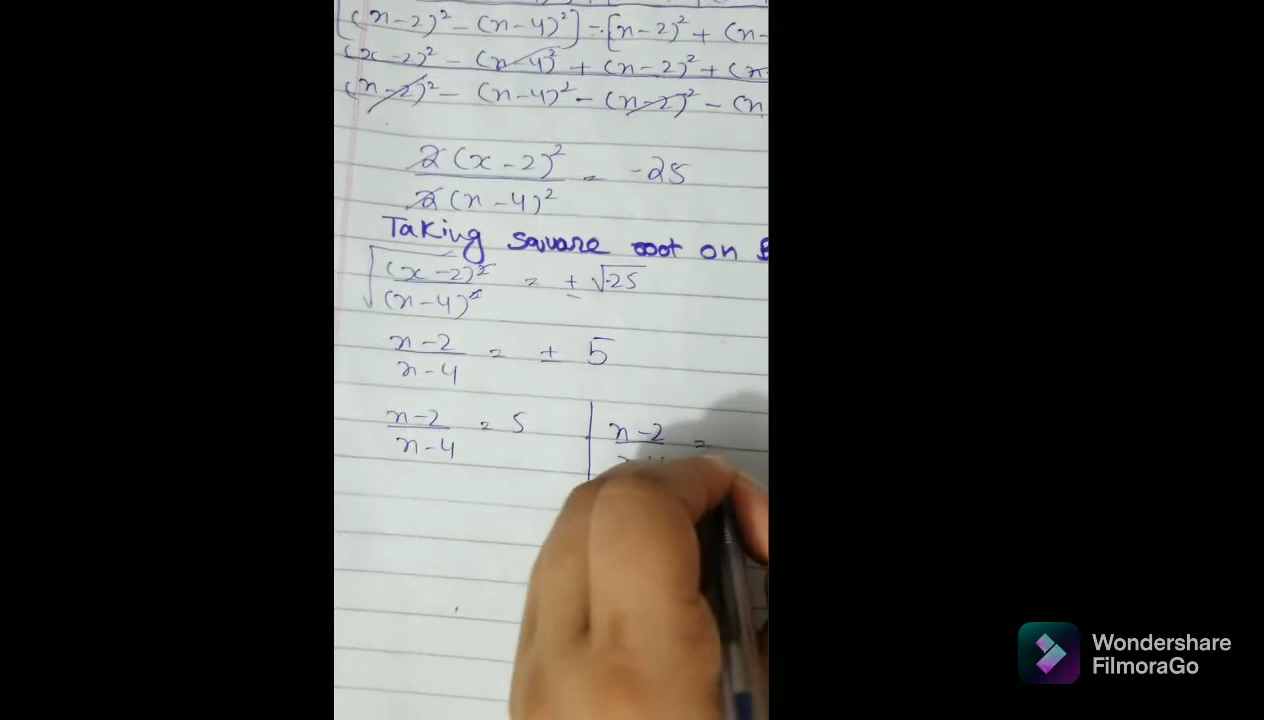 [(x-2)² - (x-4)²] - [x-2)² + (x-
(x-2)² - (x-4)² + (x-2)² + (x
(x-2)² - (x-4)² - (x-2)² - (x
2(x-2)² / 2(x-4)² = -25
Taking square root on B
√(x-2)² / (x-4)² = ± √-25
x-2 / x-4 = ± 5
x-2 / x-4 = 5 | x-2 =
Wondershare
FilmoraGo